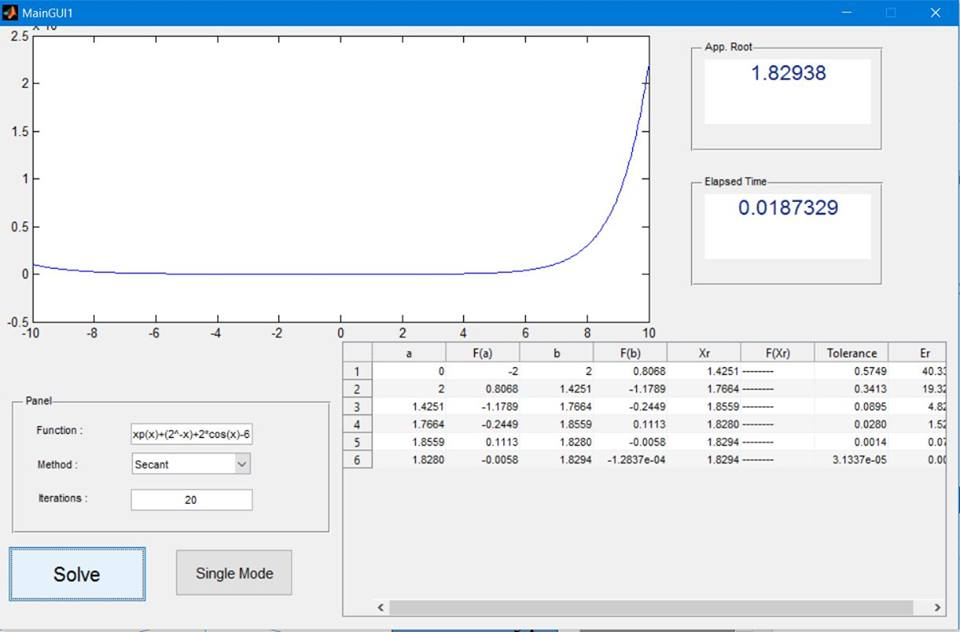 MainGUI1
2.5
2
1.5
1
0.5
0
-0.5
-10 -8 -6 -4 -2 0 2 4 6 8 10
App. Root
1.82938
Elapsed Time
0.0187329
Panel
Function :
xp(x)+(2^-x)+2*cos(x)-6
Method :
Secant
Iterations :
20
Solve
Single Mode
a F(a) b F(b) Xr F(Xr) Tolerance Er
1 0 -2 2 0.8068 1.4251 -------- 0.5749 40.33
2 2 0.8068 1.4251 -1.1789 1.7664 -------- 0.3413 19.32
3 1.4251 -1.1789 1.7664 -0.2449 1.8559 -------- 0.0895 4.82
4 1.7664 -0.2449 1.8559 0.1113 1.8280 -------- 0.0280 1.52
5 1.8559 0.1113 1.8280 -0.0058 1.8294 -------- 0.0014 0.07
6 1.8280 -0.0058 1.8294 -1.2837e-04 1.8294 -------- 3.1337e-05 0.00